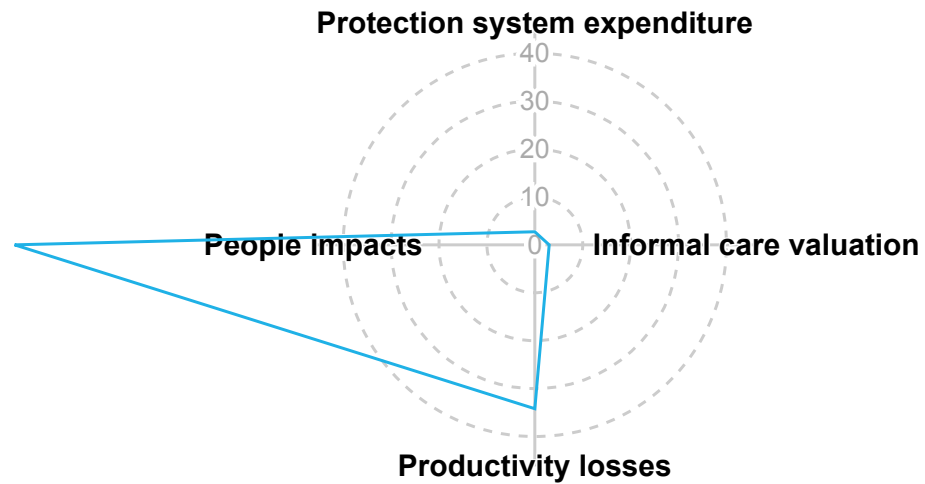 Protection system expenditure
40
30
20
10
People impacts
0
Informal care valuation
Productivity losses